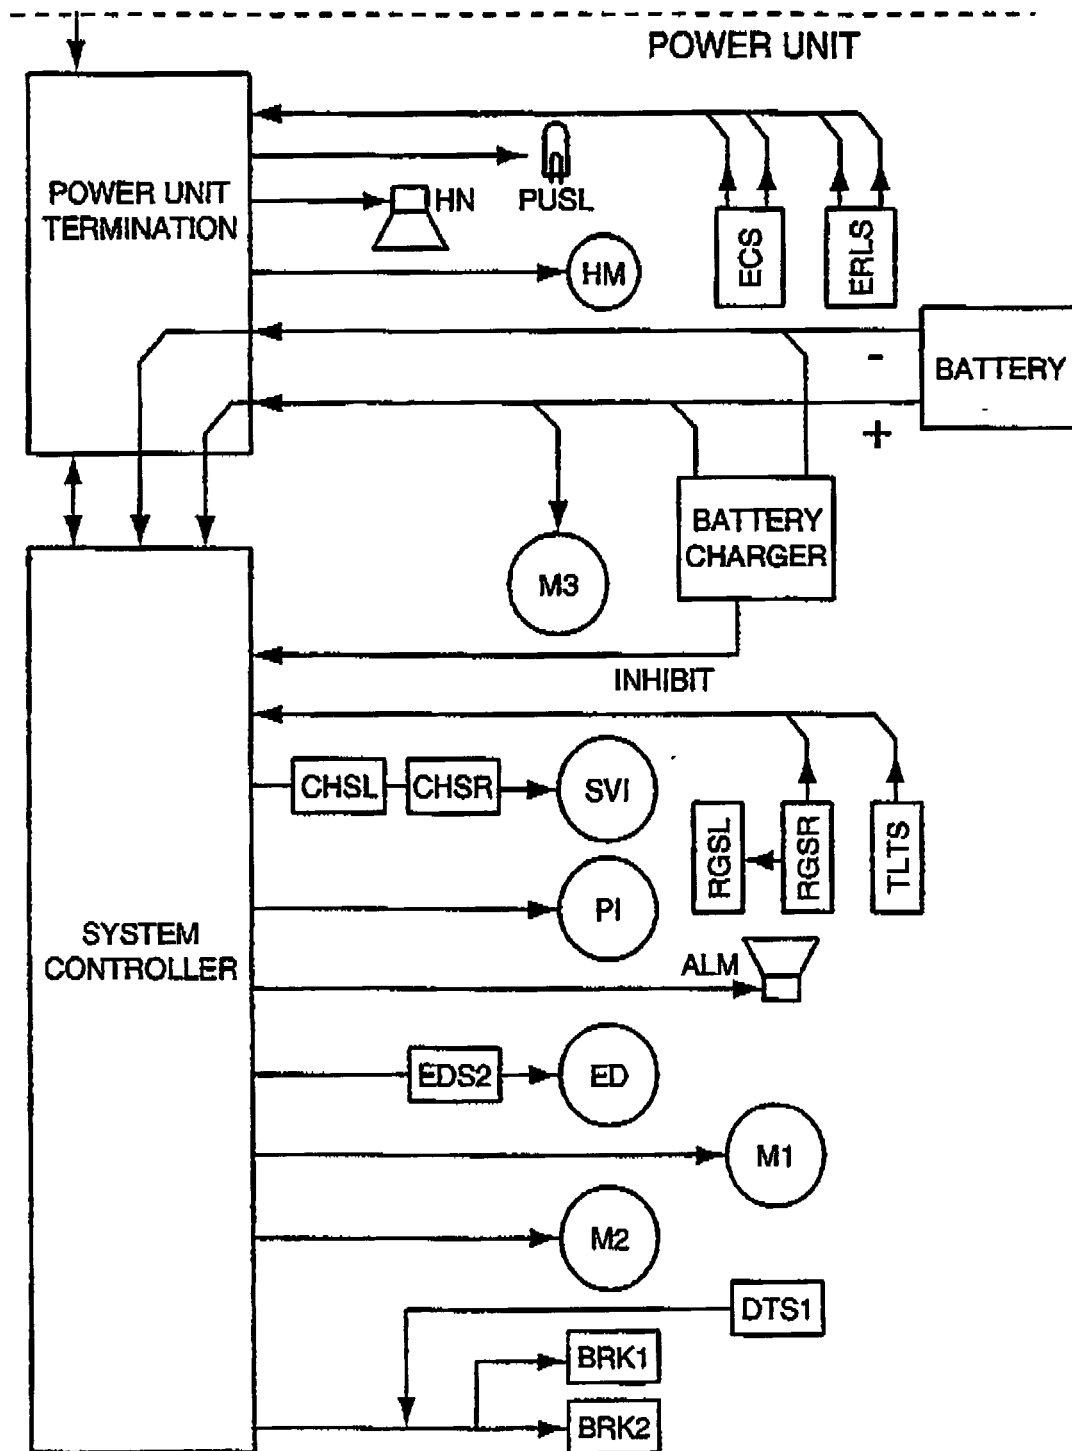 POWER UNIT
POWER UNIT
TERMINATION
HN
PUSL
ECS
ERLS
HM
-
BATTERY
+
BATTERY
CHARGER
M3
INHIBIT
CHSL
CHSR
SVI
RGSL
RGSR
TLTS
PI
SYSTEM
CONTROLLER
ALM
EDS2
ED
M1
M2
DTS1
BRK1
BRK2